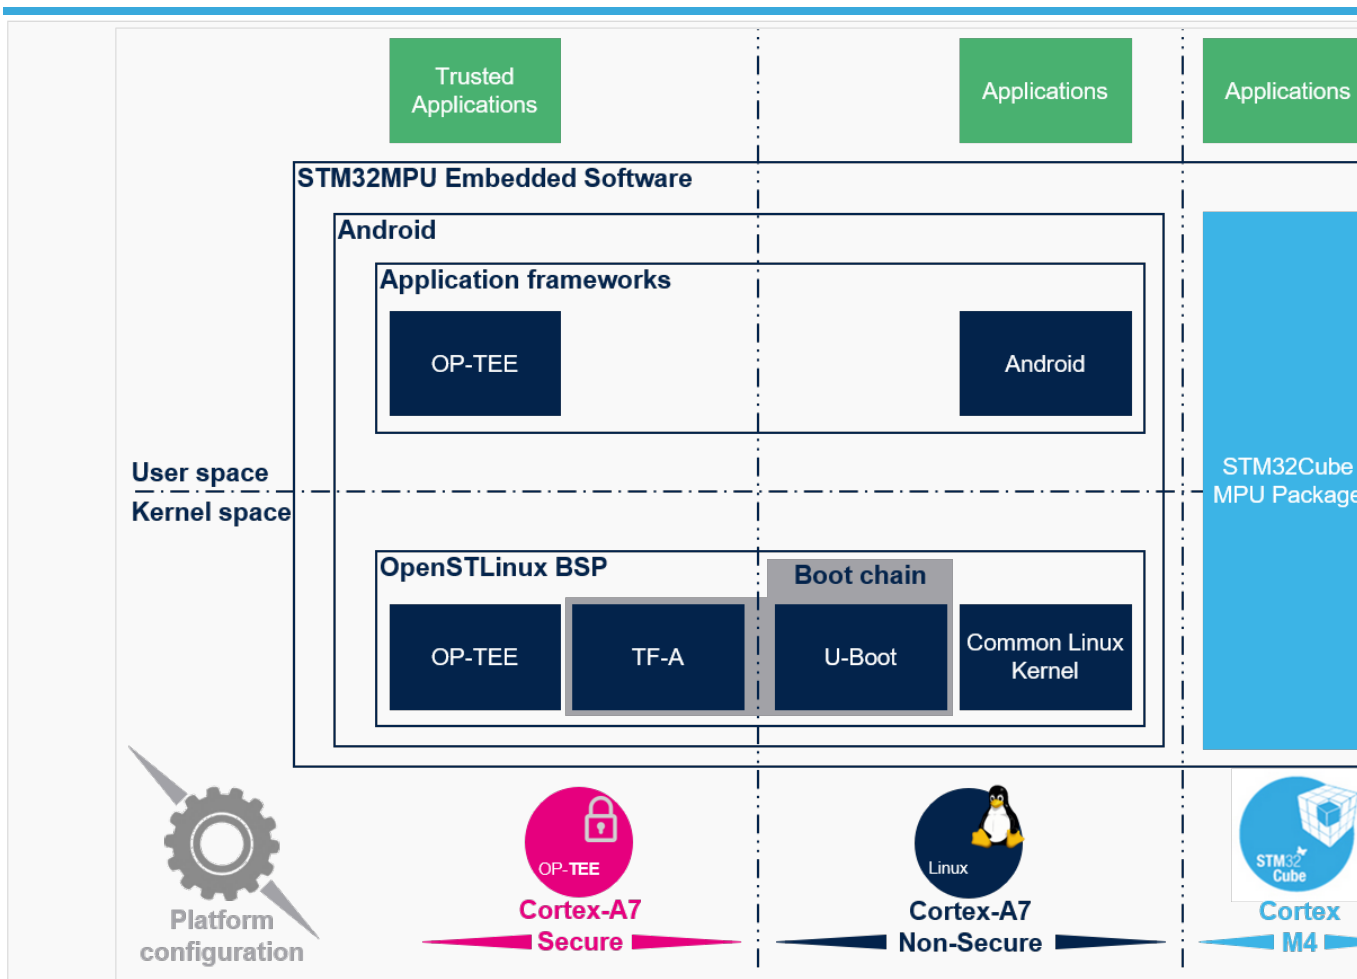 Trusted
Applications
Applications
Applications
STM32MPU Embedded Software
Android
Application frameworks
OP-TEE
Android
User space
Kernel space
STM32Cube
MPU Package
OpenSTLinux BSP
Boot chain
OP-TEE
TF-A
U-Boot
Common Linux
Kernel
OP-TEE
Linux
STM32
Cube
Platform
configuration
Cortex-A7
Secure
Cortex-A7
Non-Secure
Cortex
M4